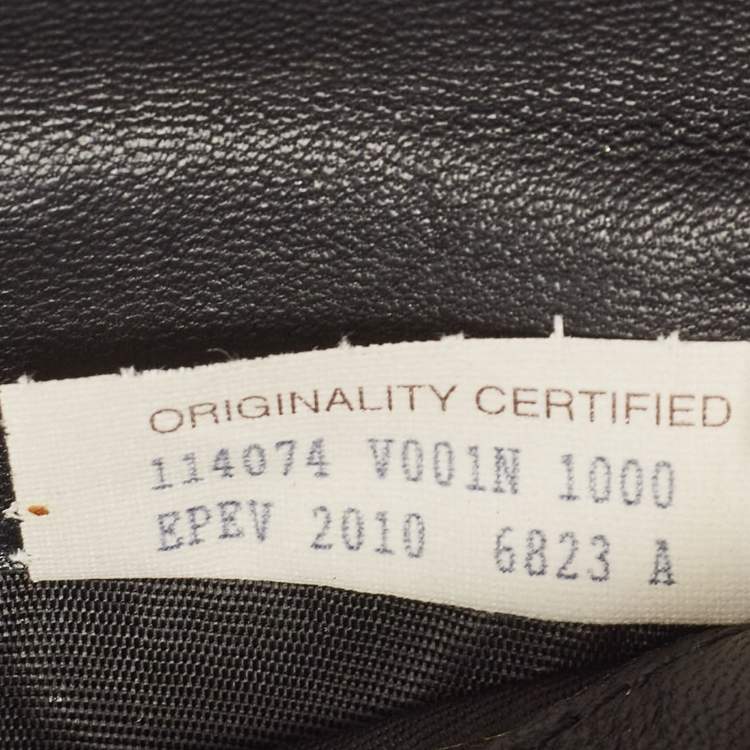 ORIGINALITY CERTIFIED
114074 V001N 1000
EPEV 2010 6823 A